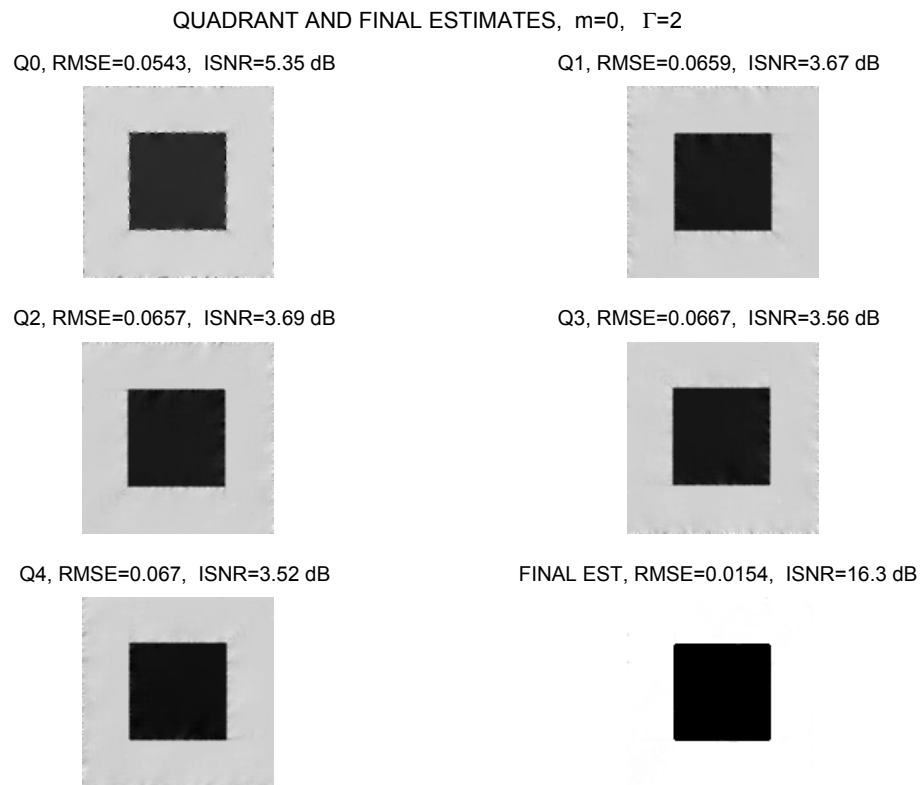 QUADRANT AND FINAL ESTIMATES, m=0, Γ=2
Q0, RMSE=0.0543, ISNR=5.35 dB
Q1, RMSE=0.0659, ISNR=3.67 dB
Q2, RMSE=0.0657, ISNR=3.69 dB
Q3, RMSE=0.0667, ISNR=3.56 dB
Q4, RMSE=0.067, ISNR=3.52 dB
FINAL EST, RMSE=0.0154, ISNR=16.3 dB